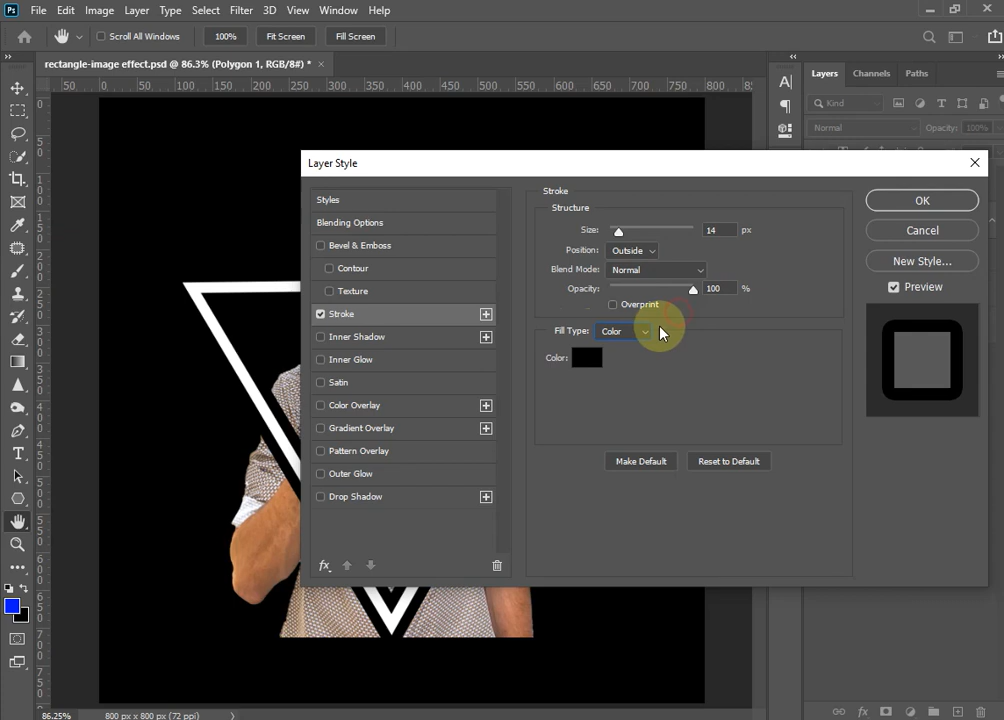 Ps File Edit Image Layer Type Select Filter 3D View Window Help
Scroll All Windows 100% Fit Screen Fill Screen
rectangle-image effect.psd @ 86.3% (Polygon 1, RGB/8#) *
50 0 50 100 150 200 250 300 350 400 450 500 550 600 650 700 750
Layers Channels Paths
Kind
Normal Opacity: 100%
Layer Style
Styles
Blending Options
Bevel & Emboss
Contour
Texture
Stroke
Inner Shadow
Inner Glow
Satin
Color Overlay
Gradient Overlay
Pattern Overlay
Outer Glow
Drop Shadow
fx
Stroke
Structure
Size: 14 px
Position: Outside
Blend Mode: Normal
Opacity: 100 %
Overprint
Fill Type: Color
Color:
Make Default Reset to Default
OK
Cancel
New Style...
Preview
86.25% 800 px x 800 px (72 ppi)
fx